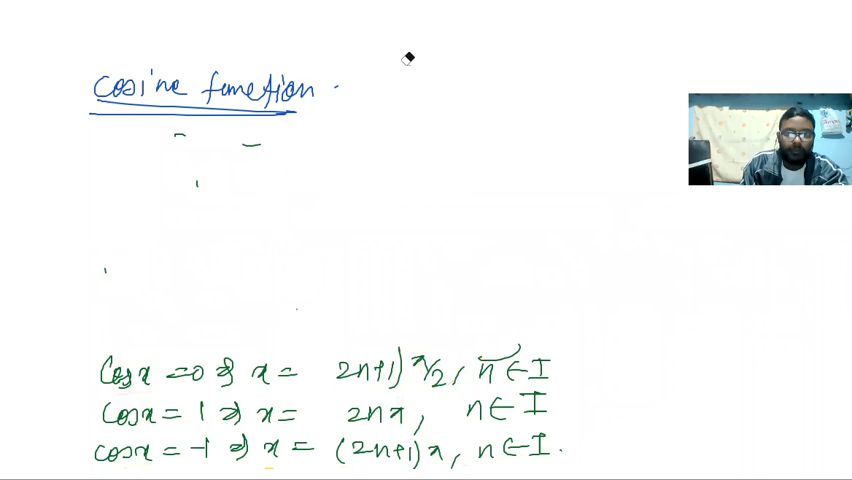 cosine function
cosx = 0 ⇒ x = 2n+1) π/2, n ∈ I
cosx = 1 ⇒ x = 2nπ, n ∈ I
cosx = -1 ⇒ x = (2n+1) π, n ∈ I.